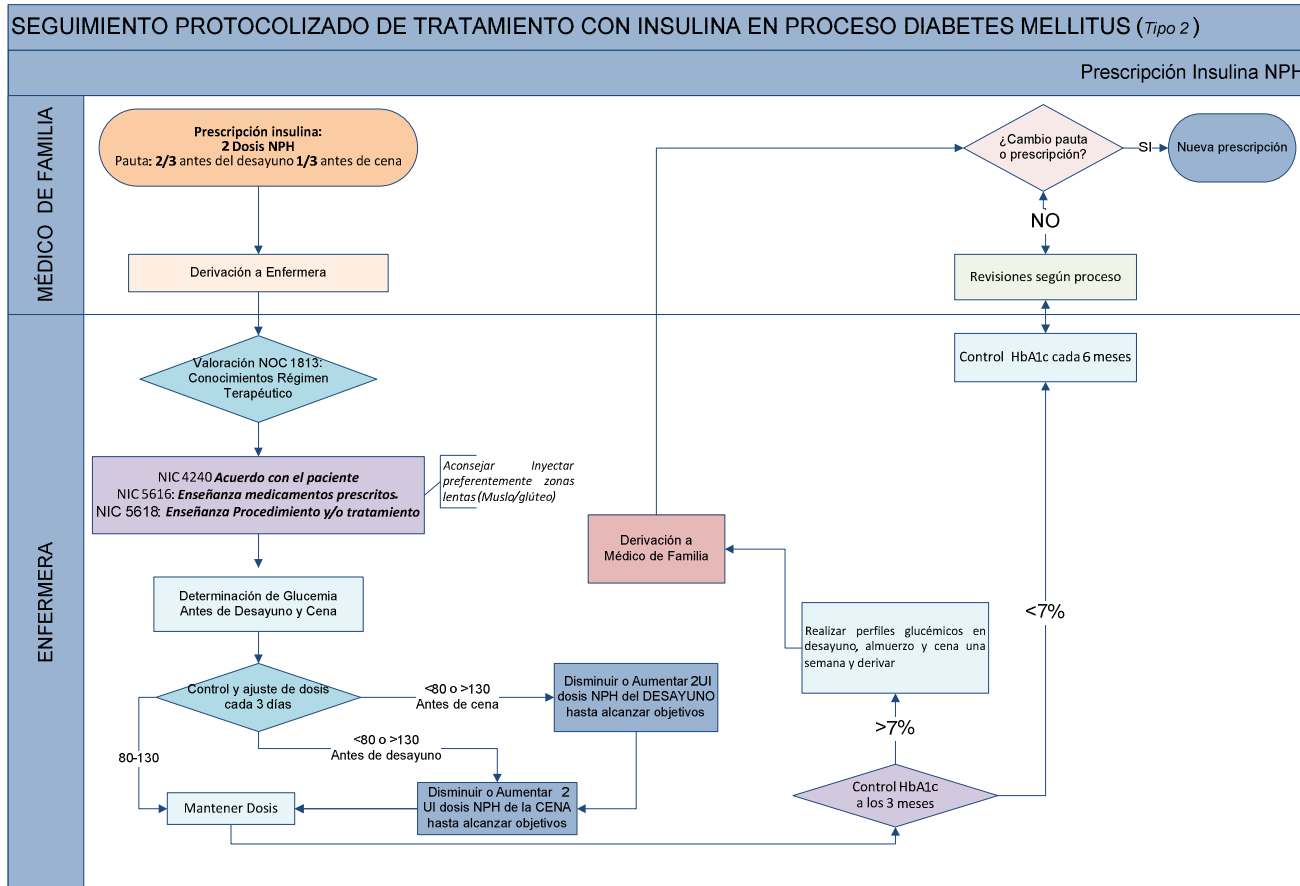 SEGUIMIENTO PROTOCOLIZADO DE TRATAMIENTO CON INSULINA EN PROCESO DIABETES MELLITUS (Tipo 2 )
Prescripción Insulina NPH
MÉDICO DE FAMILIA
Prescripción insulina:
2 Dosis NPH
Pauta: 2/3 antes del desayuno 1/3 antes de cena
Derivación a Enfermera
¿Cambio pauta
o prescripción?
SI
Nueva prescripción
NO
Revisiones según proceso
ENFERMERA
Valoración NOC 1813:
Conocimientos Régimen
Terapéutico
NIC 4240 Acuerdo con el paciente
NIC 5616: Enseñanza medicamentos prescritos.
NIC 5618: Enseñanza Procedimiento y/o tratamiento
Aconsejar Inyectar
preferentemente zonas
lentas (Muslo/glúteo)
Determinación de Glucemia
Antes de Desayuno y Cena
Control y ajuste de dosis
cada 3 días
<80 o >130
Antes de cena
Disminuir o Aumentar 2UI
dosis NPH del DESAYUNO
hasta alcanzar objetivos
<80 o >130
Antes de desayuno
80-130
Disminuir o Aumentar 2
UI dosis NPH de la CENA
hasta alcanzar objetivos
Mantener Dosis
Control HbA1c cada 6 meses
Derivación a
Médico de Familia
<7%
Realizar perfiles glucémicos en
desayuno, almuerzo y cena una
semana y derivar
>7%
Control HbA1c
a los 3 meses